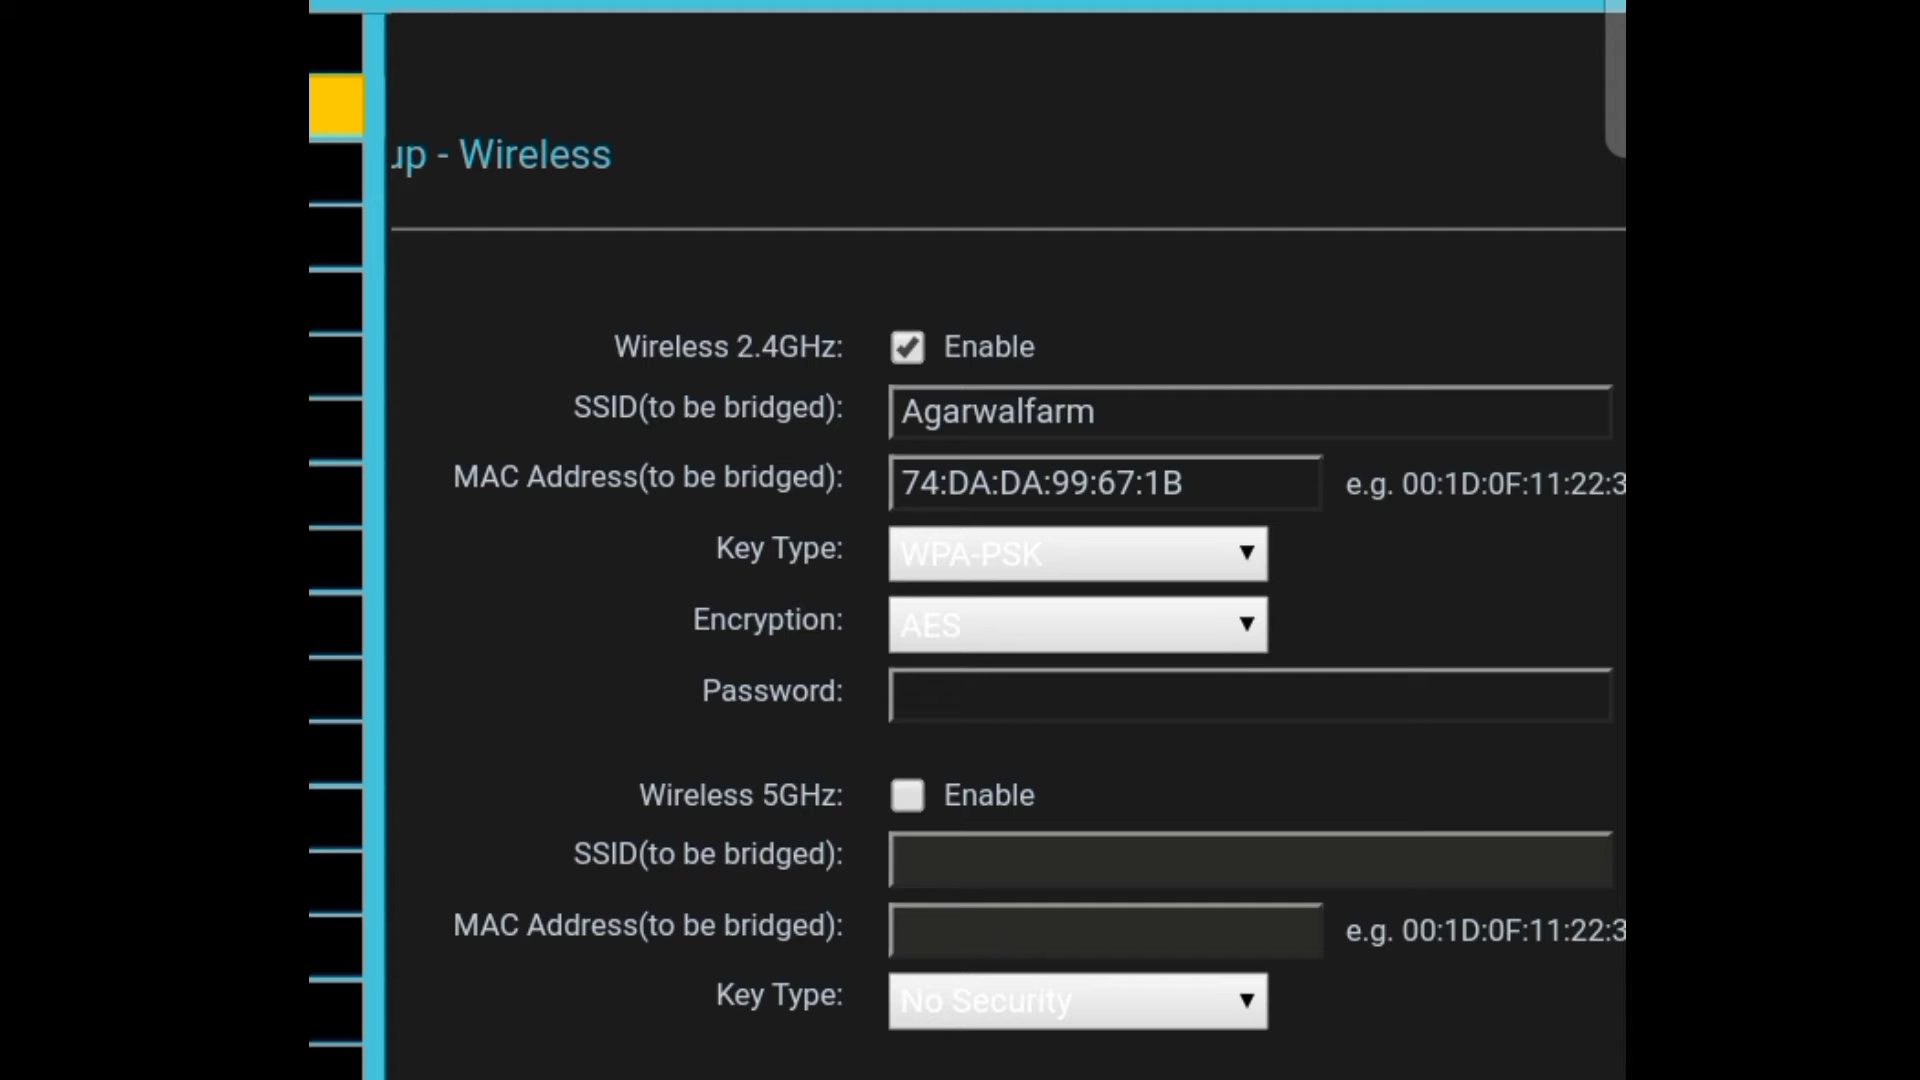 up - Wireless
Wireless 2.4GHz: Enable
SSID(to be bridged): Agarwalfarm
MAC Address(to be bridged): 74:DA:DA:99:67:1B e.g. 00:1D:0F:11:22:3
Key Type: WPA-PSK
Encryption: AES
Password:
Wireless 5GHz: Enable
SSID(to be bridged):
MAC Address(to be bridged): e.g. 00:1D:0F:11:22:3
Key Type: No Security